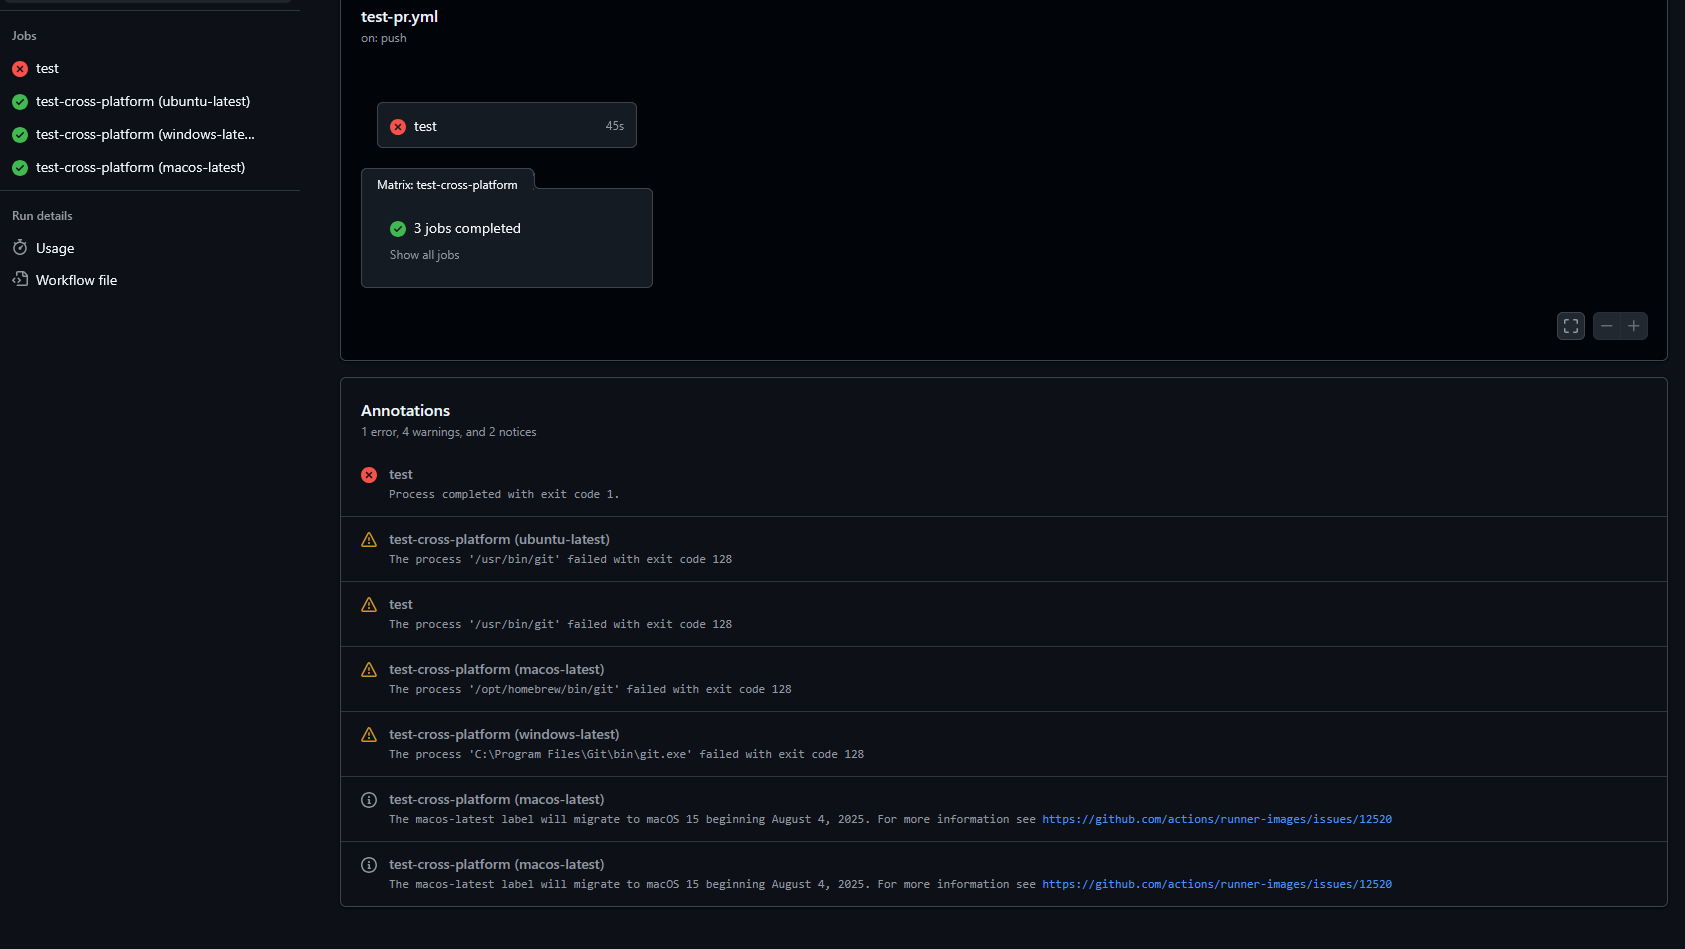 Jobs
test
test-cross-platform (ubuntu-latest)
test-cross-platform (windows-late...
test-cross-platform (macos-latest)
Run details
Usage
Workflow file
test-pr.yml
on: push
test 45s
Matrix: test-cross-platform
3 jobs completed
Show all jobs
Annotations
1 error, 4 warnings, and 2 notices
test
Process completed with exit code 1.
test-cross-platform (ubuntu-latest)
The process '/usr/bin/git' failed with exit code 128
test
The process '/usr/bin/git' failed with exit code 128
test-cross-platform (macos-latest)
The process '/opt/homebrew/bin/git' failed with exit code 128
test-cross-platform (windows-latest)
The process 'C:\Program Files\Git\bin\git.exe' failed with exit code 128
test-cross-platform (macos-latest)
The macos-latest label will migrate to macOS 15 beginning August 4, 2025. For more information see https://github.com/actions/runner-images/issues/12520
test-cross-platform (macos-latest)
The macos-latest label will migrate to macOS 15 beginning August 4, 2025. For more information see https://github.com/actions/runner-images/issues/12520